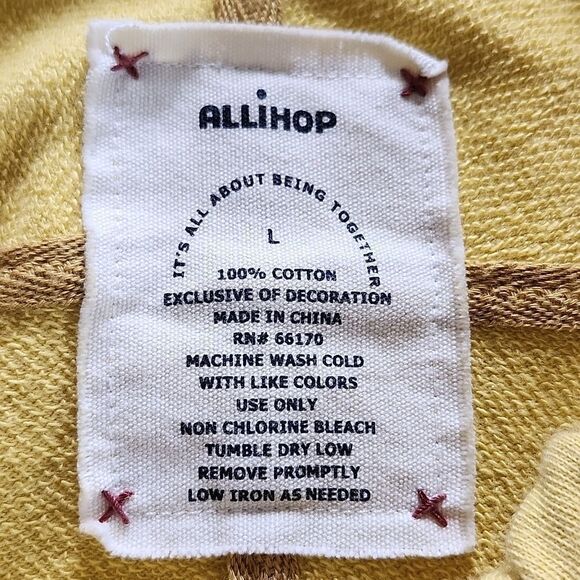 ALLiHOP
IT'S ALL ABOUT BEING TOGETHER
L
100% COTTON
EXCLUSIVE OF DECORATION
MADE IN CHINA
RN# 66170
MACHINE WASH COLD
WITH LIKE COLORS
USE ONLY
NON CHLORINE BLEACH
TUMBLE DRY LOW
REMOVE PROMPTLY
LOW IRON AS NEEDED